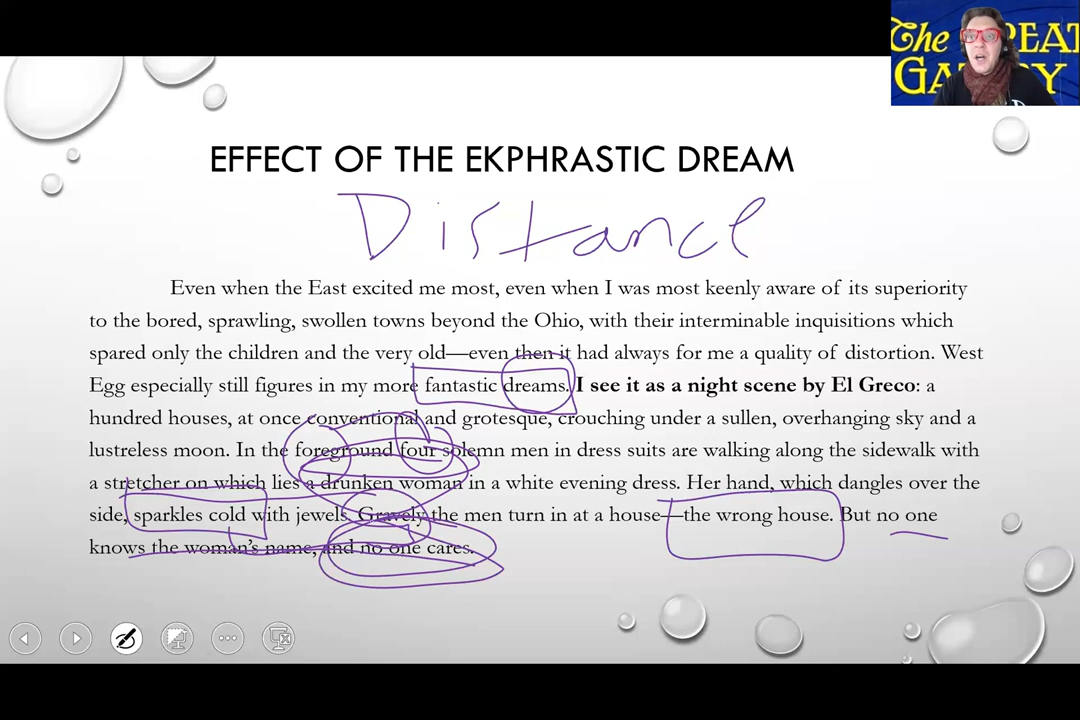 The GREAT
GATSBY
EFFECT OF THE EKPHRASTIC DREAM
Distance
Even when the East excited me most, even when I was most keenly aware of its superiority
to the bored, sprawling, swollen towns beyond the Ohio, with their interminable inquisitions which
spared only the children and the very old—even then it had always for me a quality of distortion. West
Egg especially still figures in my more fantastic dreams. I see it as a night scene by El Greco: a
hundred houses, at once conventional and grotesque, crouching under a sullen, overhanging sky and a
lustreless moon. In the foreground four solemn men in dress suits are walking along the sidewalk with
a stretcher on which lies a drunken woman in a white evening dress. Her hand, which dangles over the
side, sparkles cold with jewels. Gravely the men turn in at a house—the wrong house. But no one
knows the woman's name, and no one cares.